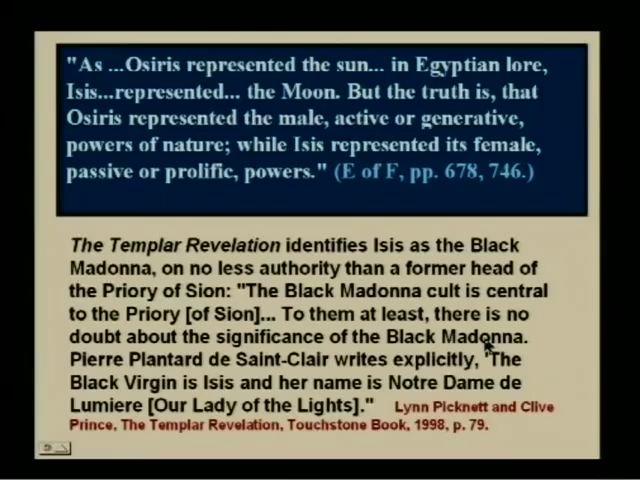 "As ...Osiris represented the sun... in Egyptian lore,
Isis...represented... the Moon. But the truth is, that
Osiris represented the male, active or generative,
powers of nature; while Isis represented its female,
passive or prolific, powers." (E of F, pp. 678, 746.)
The Templar Revelation identifies Isis as the Black
Madonna, on no less authority than a former head of
the Priory of Sion: "The Black Madonna cult is central
to the Priory [of Sion]... To them at least, there is no
doubt about the significance of the Black Madonna.
Pierre Plantard de Saint-Clair writes explicitly, 'The
Black Virgin is Isis and her name is Notre Dame de
Lumiere [Our Lady of the Lights]." Lynn Picknett and Clive
Prince, The Templar Revelation, Touchstone Book, 1998, p. 79.